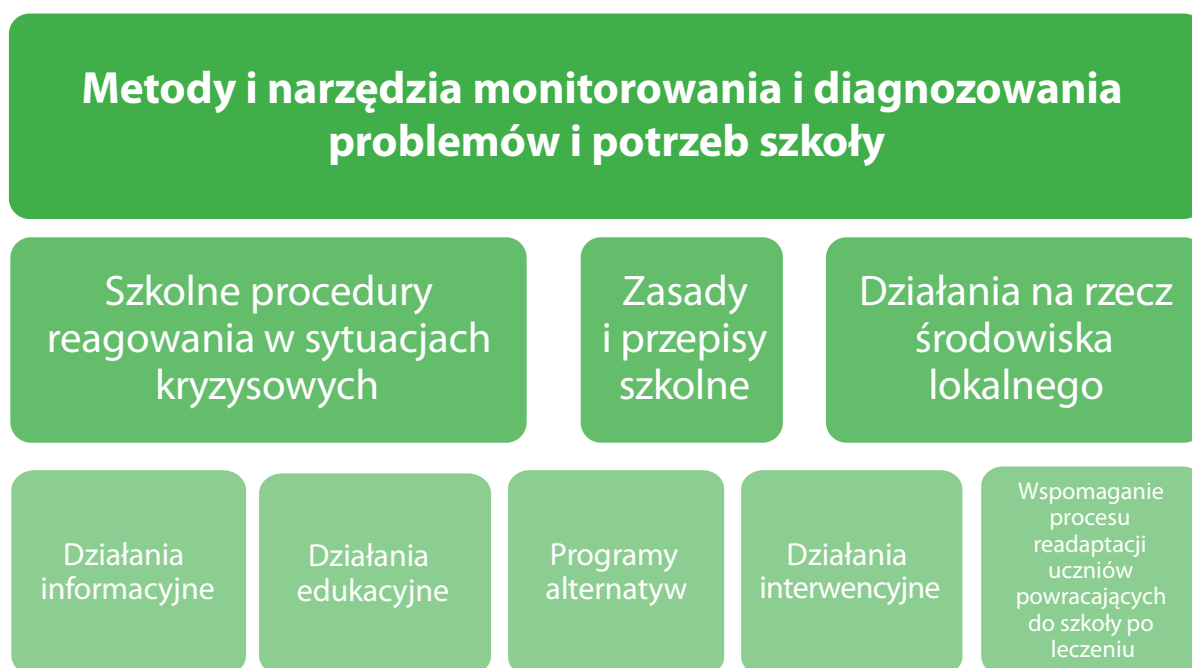 Metody i narzędzia monitorowania i diagnozowania
problemów i potrzeb szkoły
Szkolne procedury
reagowania w sytuacjach
kryzysowych
Zasady
i przepisy
szkolne
Działania na rzecz
środowiska
lokalnego
Działania
informacyjne
Działania
edukacyjne
Programy
alternatyw
Działania
interwencyjne
Wspomaganie
procesu
readaptacji
uczniów
powracających
do szkoły po
leczeniu